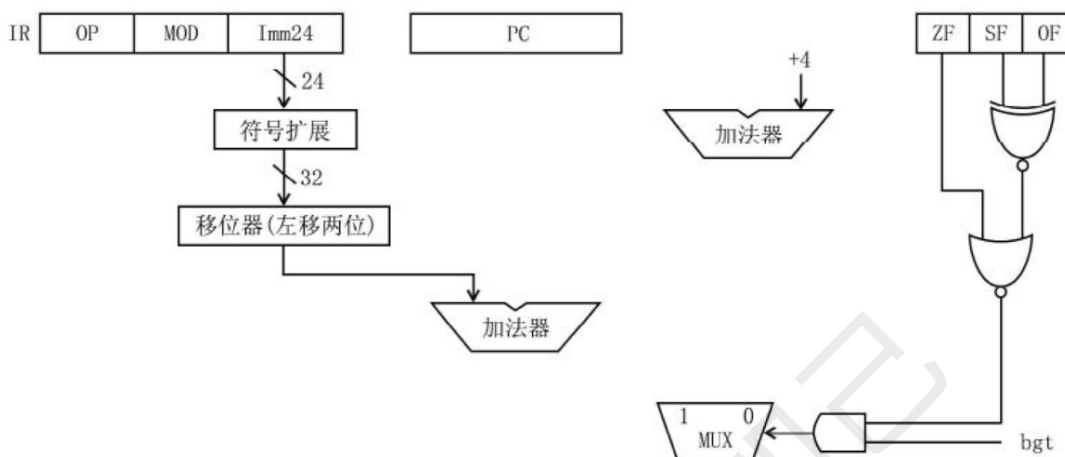 IR OP MOD Imm24 PC ZF SF OF
+4
24
符号扩展
加法器
32
移位器(左移两位)
加法器
1 0
MUX
bgt